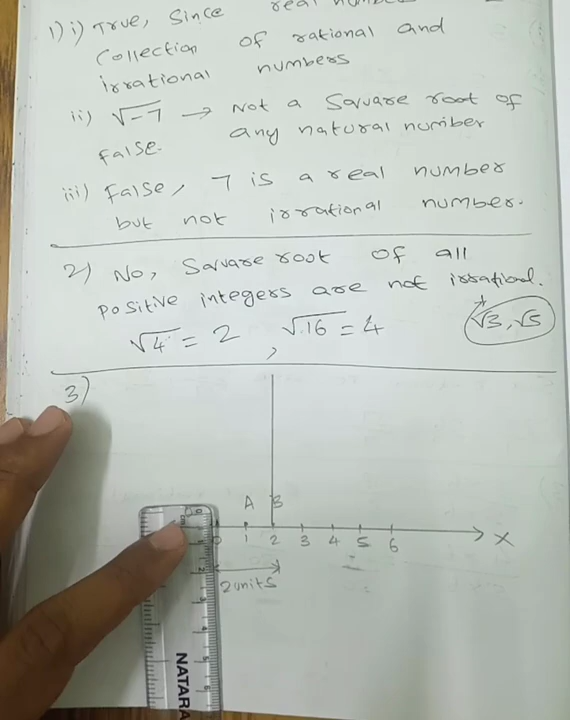 1) i) True, Since real
Collection of rational and
irrational numbers
ii) √-7 → Not a Square root of
any natural number
False.
iii) False, 7 is a real number
but not irrational number.
2) No, Square root of all
positive integers are not irrational.
√4 = 2 , √16 = 4
√3, √5
3)
A B
0 1 2 3 4 5 6 X
2 units
NATARA